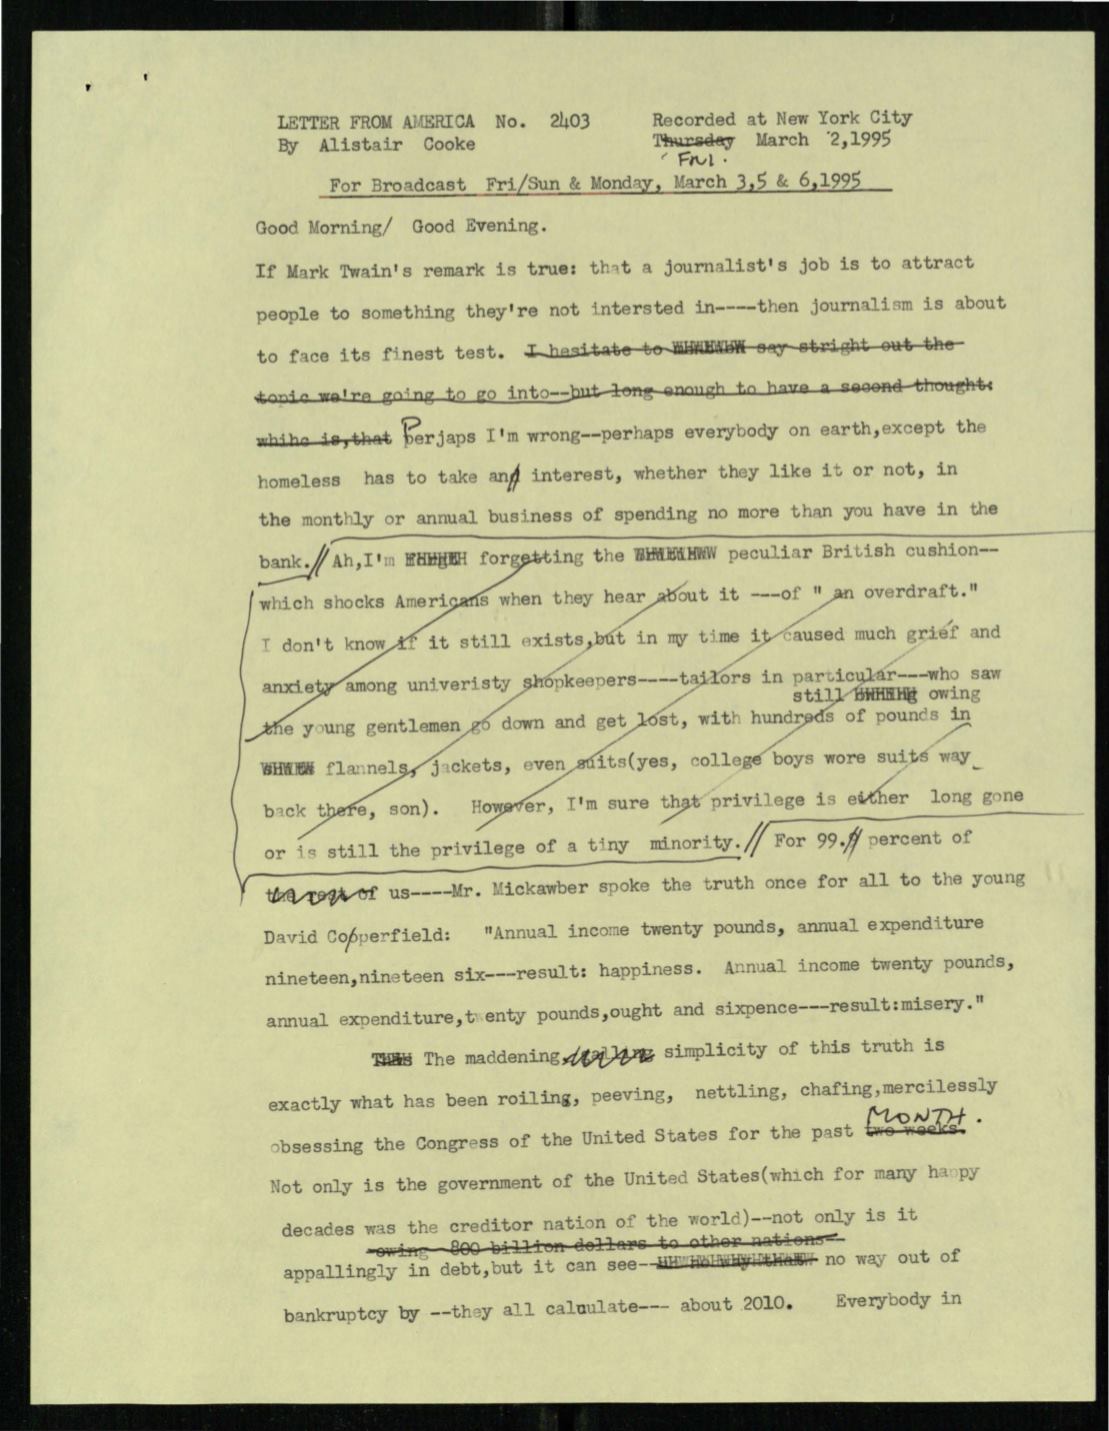 LETTER FROM AMERICA No. 2403 Recorded at New York City
By Alistair Cooke Thursday March 2,1995
FRI.
For Broadcast Fri/Sun & Monday, March 3,5 & 6,1995
Good Morning/ Good Evening.
If Mark Twain's remark is true: that a journalist's job is to attract
people to something they're not intersted in----then journalism is about
to face its finest test. I hesitate to say stright out the
topic we're going to go into--but long enough to have a second thought:
whihc is,that Perjaps I'm wrong--perhaps everybody on earth,except the
homeless has to take an interest, whether they like it or not, in
the monthly or annual business of spending no more than you have in the
bank.// Ah,I'm forgetting the peculiar British cushion--
which shocks Americans when they hear about it ---of " an overdraft."
I don't know if it still exists,but in my time it caused much grief and
anxiety among univeristy shopkeepers----tailors in particular---who saw
still owing
the young gentlemen go down and get lost, with hundreds of pounds in
flannels, jackets, even suits(yes, college boys wore suits way
back there, son). However, I'm sure that privilege is either long gone
or is still the privilege of a tiny minority.// For 99. percent of
the rest of us----Mr. Mickawber spoke the truth once for all to the young
David Copperfield: "Annual income twenty pounds, annual expenditure
nineteen,nineteen six---result: happiness. Annual income twenty pounds,
annual expenditure,twenty pounds,ought and sixpence---result:misery."
The maddening, simplicity of this truth is
exactly what has been roiling, peeving, nettling, chafing,mercilessly
MONTH.
obsessing the Congress of the United States for the past two weeks.
Not only is the government of the United States(which for many happy
decades was the creditor nation of the world)--not only is it
owing 800 billion dollars to other nations
appallingly in debt,but it can see-- no way out of
bankruptcy by --they all calculate--- about 2010. Everybody in